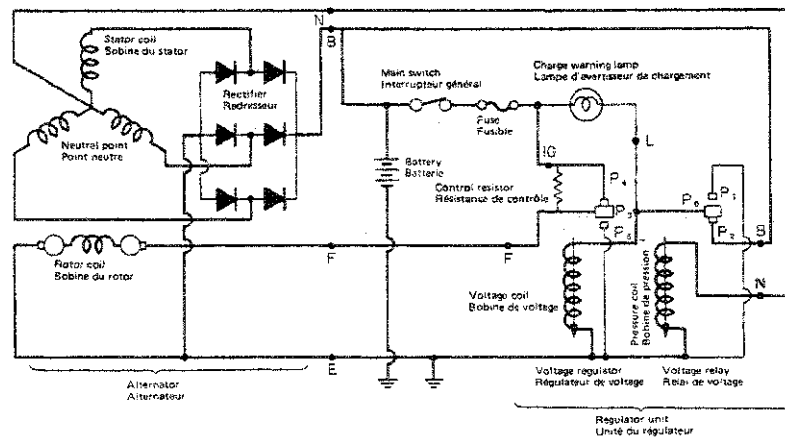 N
B
Stator coil
Bobine du stator
Rectifier
Redresseur
Neutral point
Point neutre
Main switch
Interrupteur général
Fuse
Fusible
Charge warning lamp
Lampe d'avertisseur de chargement
L
IG
Battery
Batterie
Control resistor
Résistance de contrôle
P4
P5
P6
P1
P2
B
Rotor coil
Bobine du rotor
F
F
Voltage coil
Bobine de voltage
Pressure coil
Bobine de pression
N
E
Alternator
Alternateur
Voltage regulator
Régulateur de voltage
Voltage relay
Relai de voltage
Regulator unit
Unité du régulateur